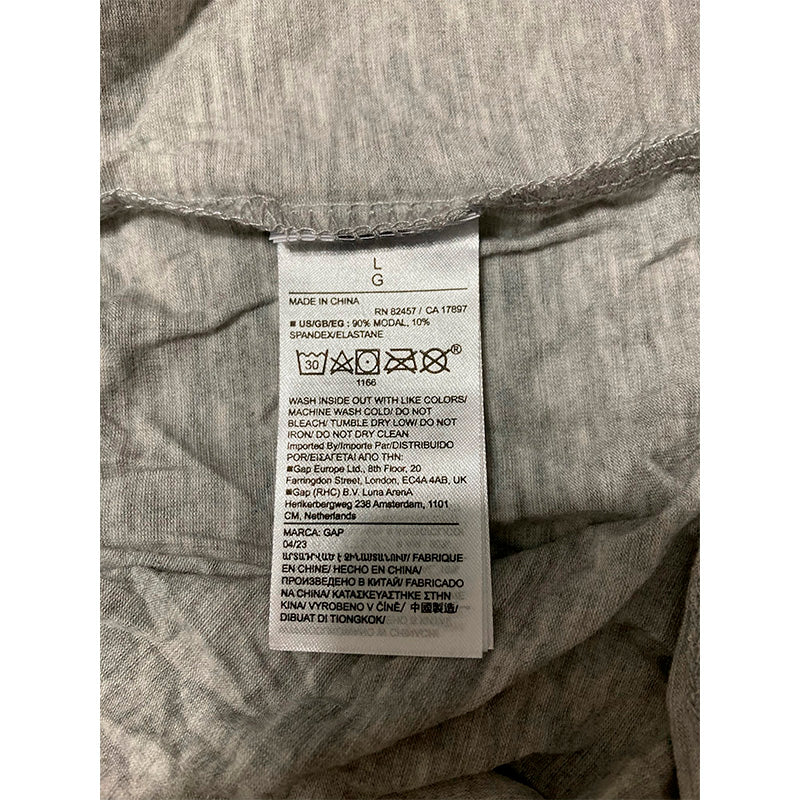 L
G
MADE IN CHINA
RN 82457 / CA 17897
■ US/GB/EG : 90% MODAL, 10%
SPANDEX/ELASTANE
30
®
1166
WASH INSIDE OUT WITH LIKE COLORS/
MACHINE WASH COLD/ DO NOT
BLEACH/ TUMBLE DRY LOW/ DO NOT
IRON/ DO NOT DRY CLEAN
Imported By/Importe Par/DISTRIBUIDO
POR/ΕΙΣΑΓΕΤΑΙ ΑΠΟ ΤΗΝ:
■Gap Europe Ltd., 8th Floor, 20
Farringdon Street, London, EC4A 4AB, UK
■Gap (RHC) B.V. Luna ArenA
Herikerbergweg 238 Amsterdam, 1101
CM, Netherlands
MARCA: GAP
04/23
ԱՐՏԱԴՐՎԱԾ Է ՉԻՆԱՍՏԱՆՈՒՄ/ FABRIQUE
EN CHINE/ HECHO EN CHINA/
ПРОИЗВЕДЕНО В КИТАЙ/ FABRICADO
NA CHINA/ ΚΑΤΑΣΚΕΥΑΣΤΗΚΕ ΣΤΗΝ
ΚΙΝΑ/ VYROBENO V ČÍNĚ/ 中國製造/
DIBUAT DI TIONGKOK/